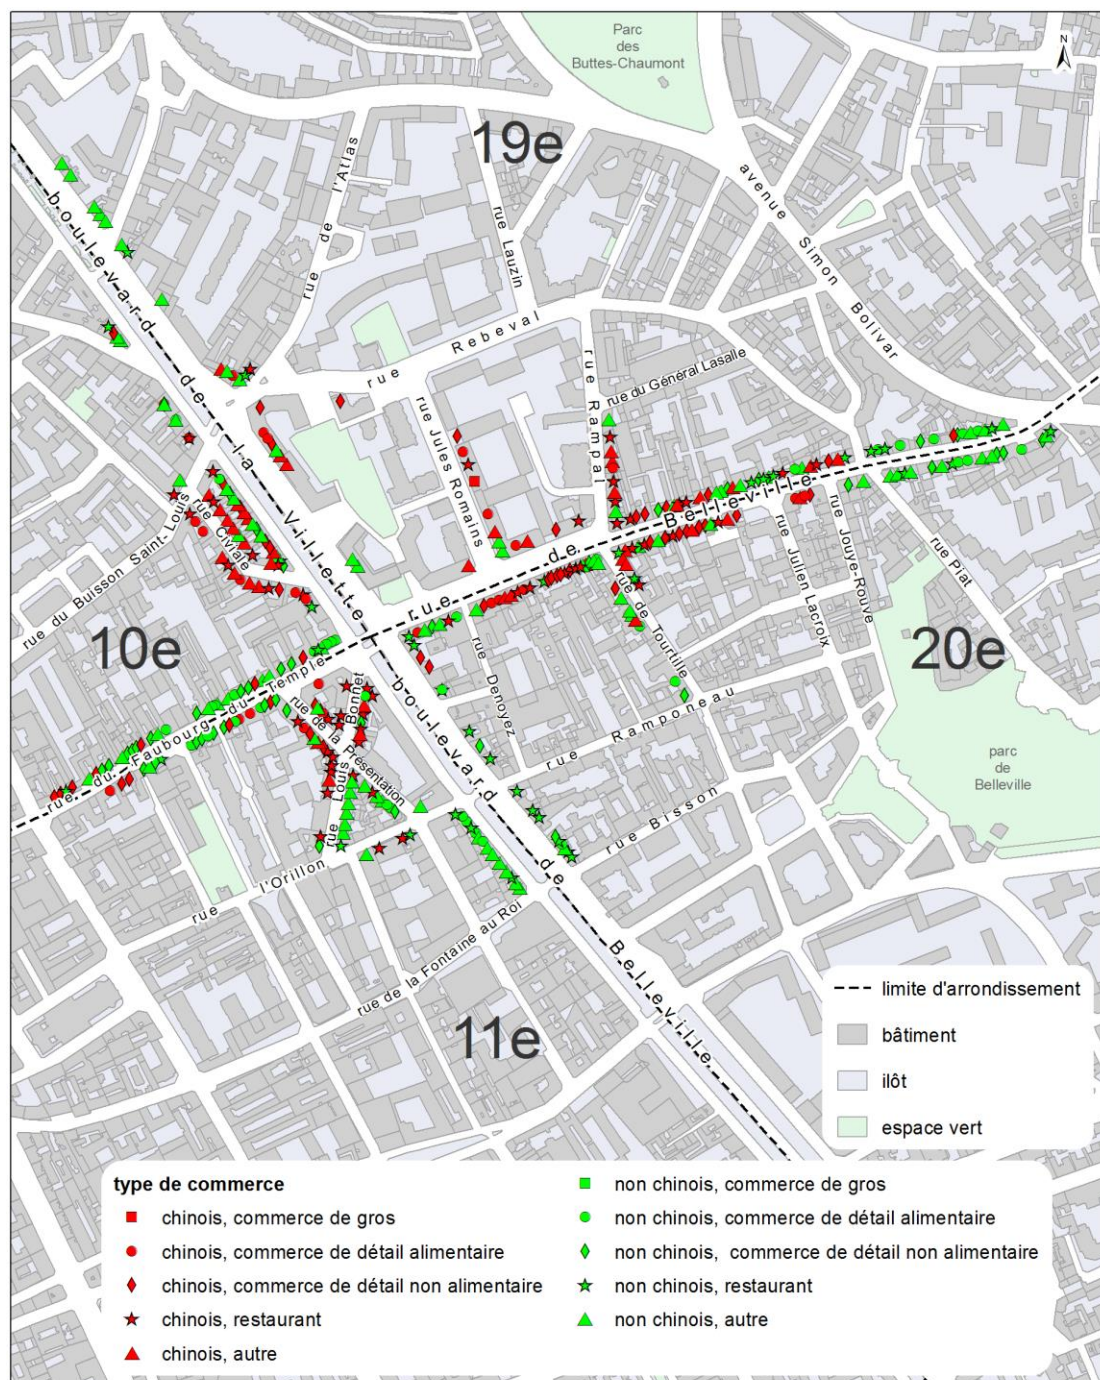 Parc
des
Buttes-Chaumont
N
19e
rue de l'Atlas
rue Lauzin
avenue Simon Bolivar
boulevard de la Villette
rue Rebeval
rue Rampal
rue du Général Lasalle
rue Jules Romains
rue de Belleville
rue Civiale
rue du Buisson Saint-Louis
rue Julien Lacroix
rue Jouye-Rouve
rue Piat
10e
20e
rue du Faubourg du Temple
rue de Tourtille
rue Denoyez
rue Ramponeau
rue Louis Bonnet
rue de la Présentation
boulevard de Belleville
parc
de
Belleville
rue Bisson
rue l'Orillon
rue de la Fontaine au Roi
11e
limite d'arrondissement
bâtiment
ilôt
espace vert
type de commerce
chinois, commerce de gros
chinois, commerce de détail alimentaire
chinois, commerce de détail non alimentaire
chinois, restaurant
chinois, autre
non chinois, commerce de gros
non chinois, commerce de détail alimentaire
non chinois, commerce de détail non alimentaire
non chinois, restaurant
non chinois, autre